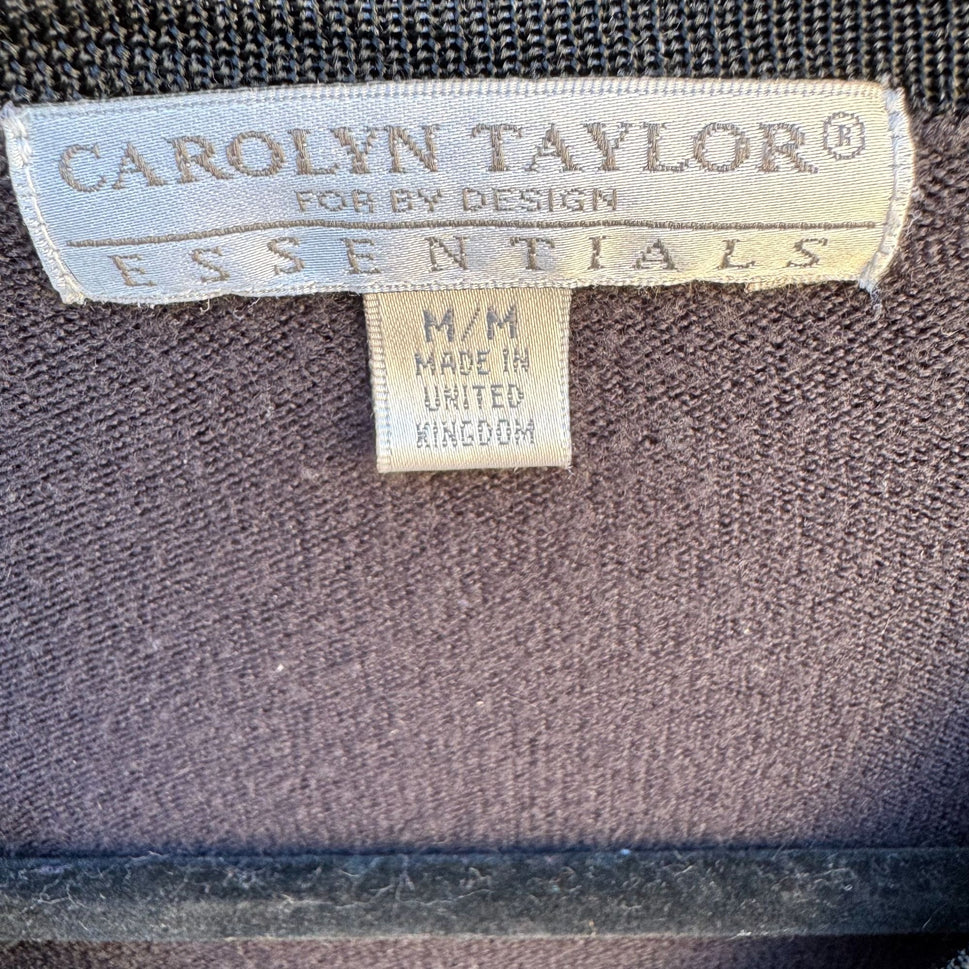 CAROLYN TAYLOR®
FOR BY DESIGN
ESSENTIALS
M/M
MADE IN
UNITED
KINGDOM